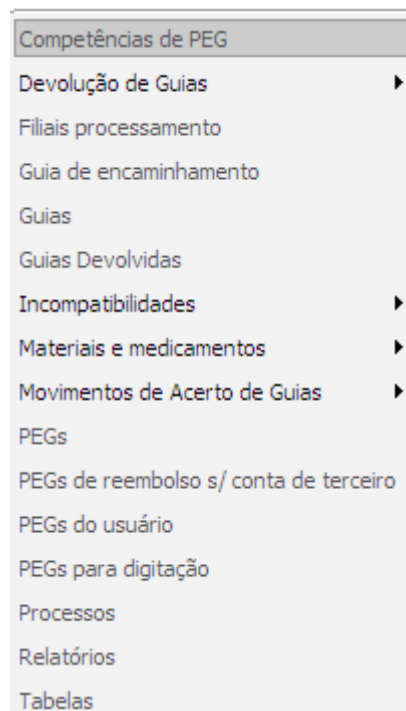 Competências de PEG
Devolução de Guias
Filiais processamento
Guia de encaminhamento
Guias
Guias Devolvidas
Incompatibilidades
Materiais e medicamentos
Movimentos de Acerto de Guias
PEGs
PEGs de reembolso s/ conta de terceiro
PEGs do usuário
PEGs para digitação
Processos
Relatórios
Tabelas